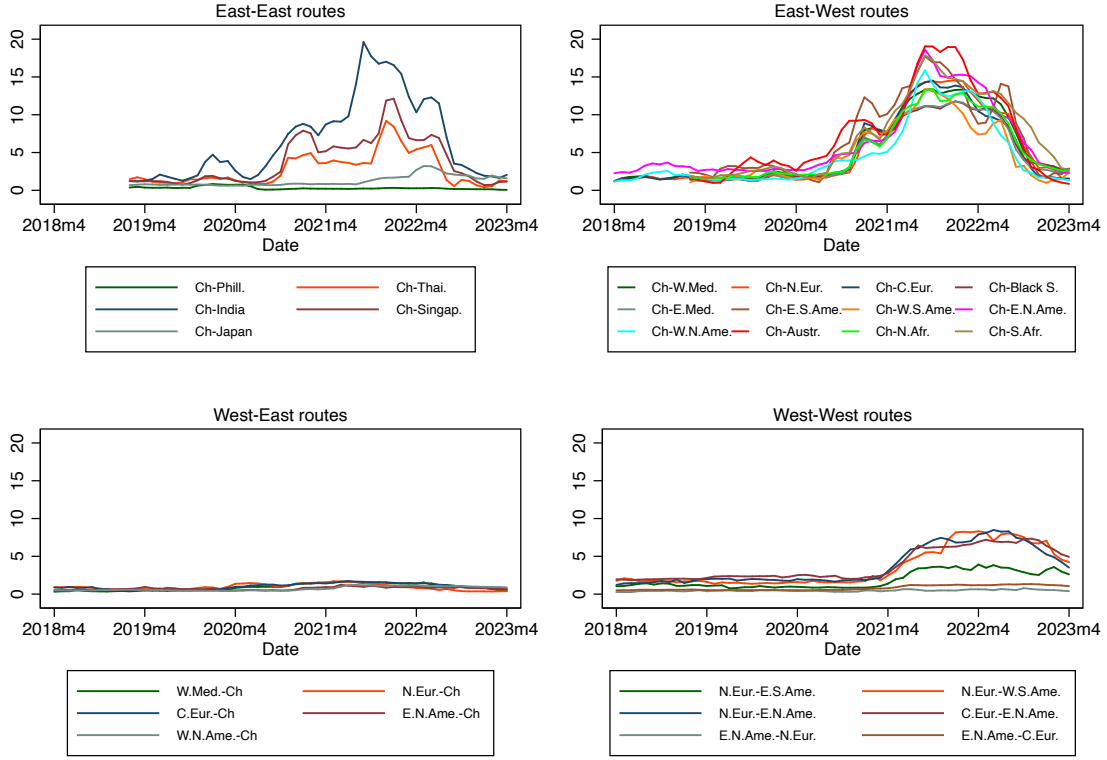 East-East routes
20
15
10
5
0
2018m4 2019m4 2020m4 2021m4 2022m4 2023m4
Date
Ch-Phill. Ch-Thai.
Ch-India Ch-Singap.
Ch-Japan
East-West routes
20
15
10
5
0
2018m4 2019m4 2020m4 2021m4 2022m4 2023m4
Date
Ch-W.Med. Ch-N.Eur. Ch-C.Eur. Ch-Black S.
Ch-E.Med. Ch-E.S.Ame. Ch-W.S.Ame. Ch-E.N.Ame.
Ch-W.N.Ame. Ch-Austr. Ch-N.Afr. Ch-S.Afr.
West-East routes
20
15
10
5
0
2018m4 2019m4 2020m4 2021m4 2022m4 2023m4
Date
W.Med.-Ch N.Eur.-Ch
C.Eur.-Ch E.N.Ame.-Ch
W.N.Ame.-Ch
West-West routes
20
15
10
5
0
2018m4 2019m4 2020m4 2021m4 2022m4 2023m4
Date
N.Eur.-E.S.Ame. N.Eur.-W.S.Ame.
N.Eur.-E.N.Ame. C.Eur.-E.N.Ame.
E.N.Ame.-N.Eur. E.N.Ame.-C.Eur.